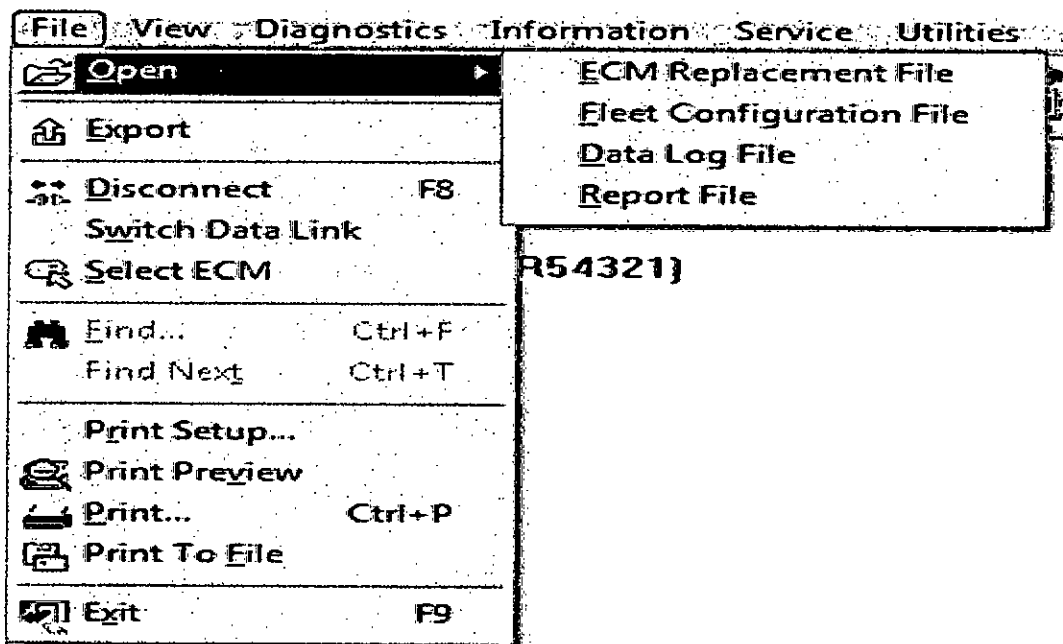 File View Diagnostics Information Service Utilities
Open
ECM Replacement File
Fleet Configuration File
Data Log File
Report File
Export
Disconnect F8
Switch Data Link
Select ECM
R54321)
Find... Ctrl+F
Find Next Ctrl+T
Print Setup...
Print Preview
Print... Ctrl+P
Print To File
Exit F9